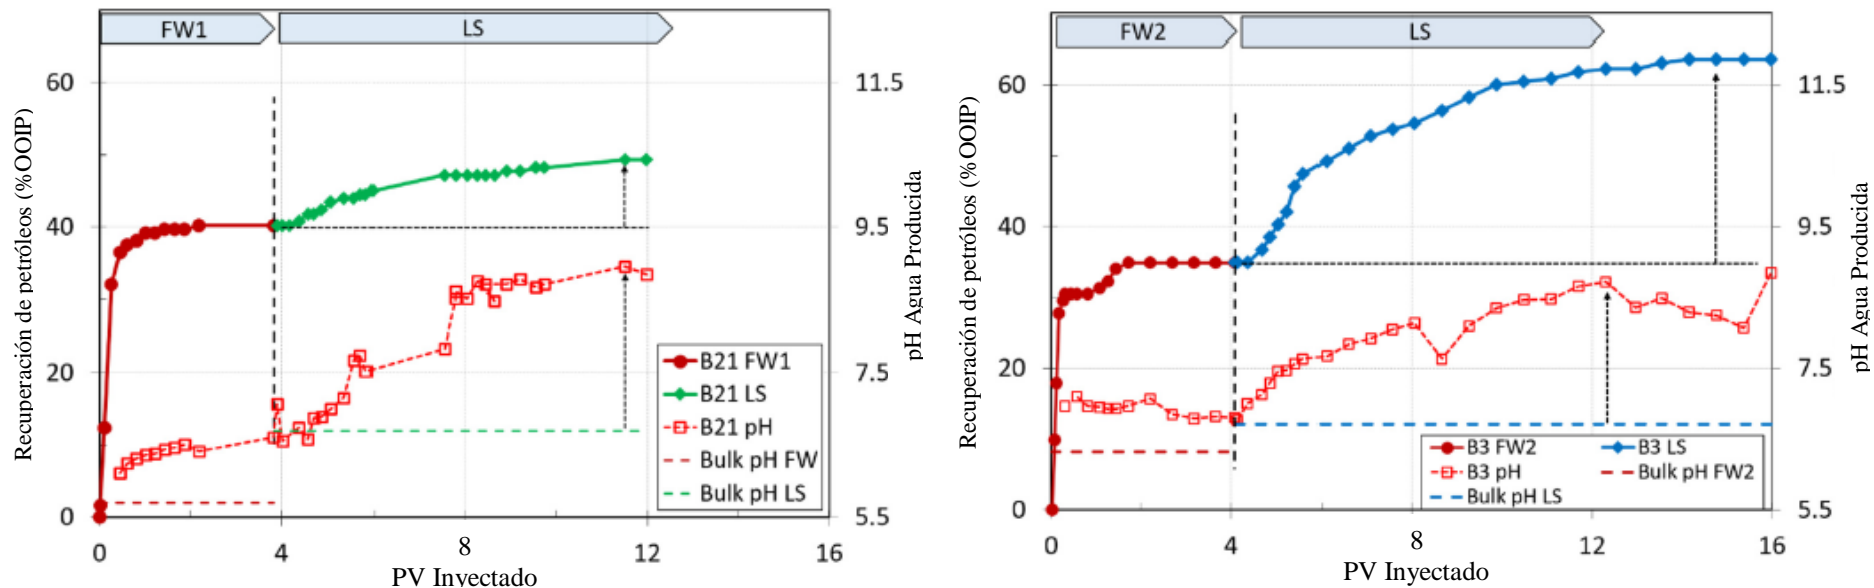 FW1
LS
Recuperación de petróleos (%OOIP)
60
40
20
0
11.5
9.5
7.5
5.5
pH Agua Producida
B21 FW1
B21 LS
B21 pH
Bulk pH FW
Bulk pH LS
0
4
8
12
16
PV Inyectado
FW2
LS
Recuperación de petróleos (%OOIP)
60
40
20
0
11.5
9.5
7.5
5.5
pH Agua Producida
B3 FW2
B3 LS
B3 pH
Bulk pH FW2
Bulk pH LS
0
4
8
12
16
PV Inyectado